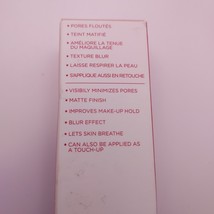 • PORES FLOUTÉS
• TEINT MATIFIÉ
• AMÉLIORE LA TENUE
DU MAQUILLAGE
• TEXTURE BLUR
• LAISSE RESPIRER LA PEAU
• S'APPLIQUE AUSSI EN RETOUCHE
• VISIBILY MINIMIZES PORES
• MATTE FINISH
• IMPROVES MAKE-UP HOLD
• BLUR EFFECT
• LETS SKIN BREATHE
• CAN ALSO BE APPLIED AS
A TOUCH-UP